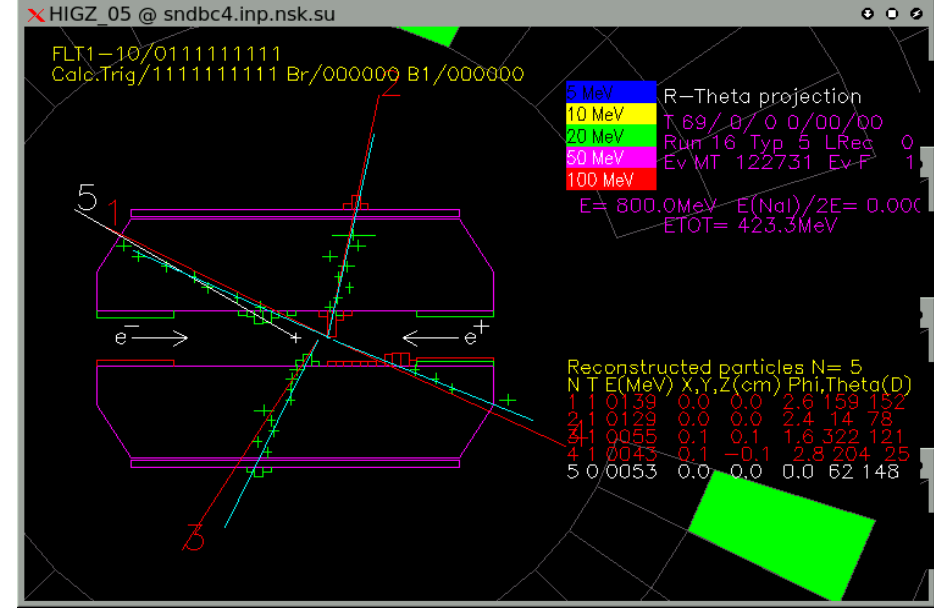 HIGZ_05 @ sndbc4.inp.nsk.su
FLT1-10/0111111111
Calc.Trig/1111111111 Br/000000 B1/000000
5 MeV
10 MeV
20 MeV
50 MeV
100 MeV
R-Theta projection
T 69/ 0/ 0 0/00/00
Run 16 Typ 5 LRec 0
Ev MT 122731 Ev F 1
E= 800.0MeV E(NaI)/2E= 0.000
ETOT= 423.3MeV
2
5
1
e-
e+
3
4
Reconstructed particles N= 5
N T E(MeV) X,Y,Z(cm) Phi,Theta(D)
1 1 0139 0.0 0.0 2.6 159 152
2 1 0129 0.0 0.0 2.4 14 78
3 1 0055 0.1 0.1 1.6 322 121
4 1 0043 0.1 -0.1 2.8 204 25
5 0 0053 0.0 0.0 0.0 62 148